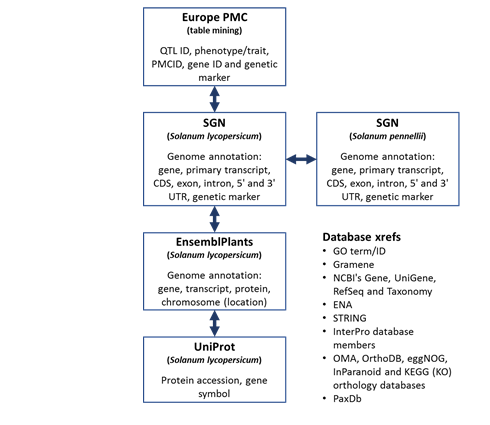 Europe PMC
(table mining)
QTL ID, phenotype/trait,
PMCID, gene ID and genetic
marker
SGN
(Solanum lycopersicum)
Genome annotation:
gene, primary transcript,
CDS, exon, intron, 5' and 3'
UTR, genetic marker
SGN
(Solanum pennellii)
Genome annotation:
gene, primary transcript,
CDS, exon, intron, 5' and 3'
UTR, genetic marker
EnsemblPlants
(Solanum lycopersicum)
Genome annotation:
gene, transcript, protein,
chromosome (location)
UniProt
(Solanum lycopersicum)
Protein accession, gene
symbol
Database xrefs
• GO term/ID
• Gramene
• NCBI's Gene, UniGene,
RefSeq and Taxonomy
• ENA
• STRING
• InterPro database
members
• OMA, OrthoDB, eggNOG,
InParanoid and KEGG (KO)
orthology databases
• PaxDb